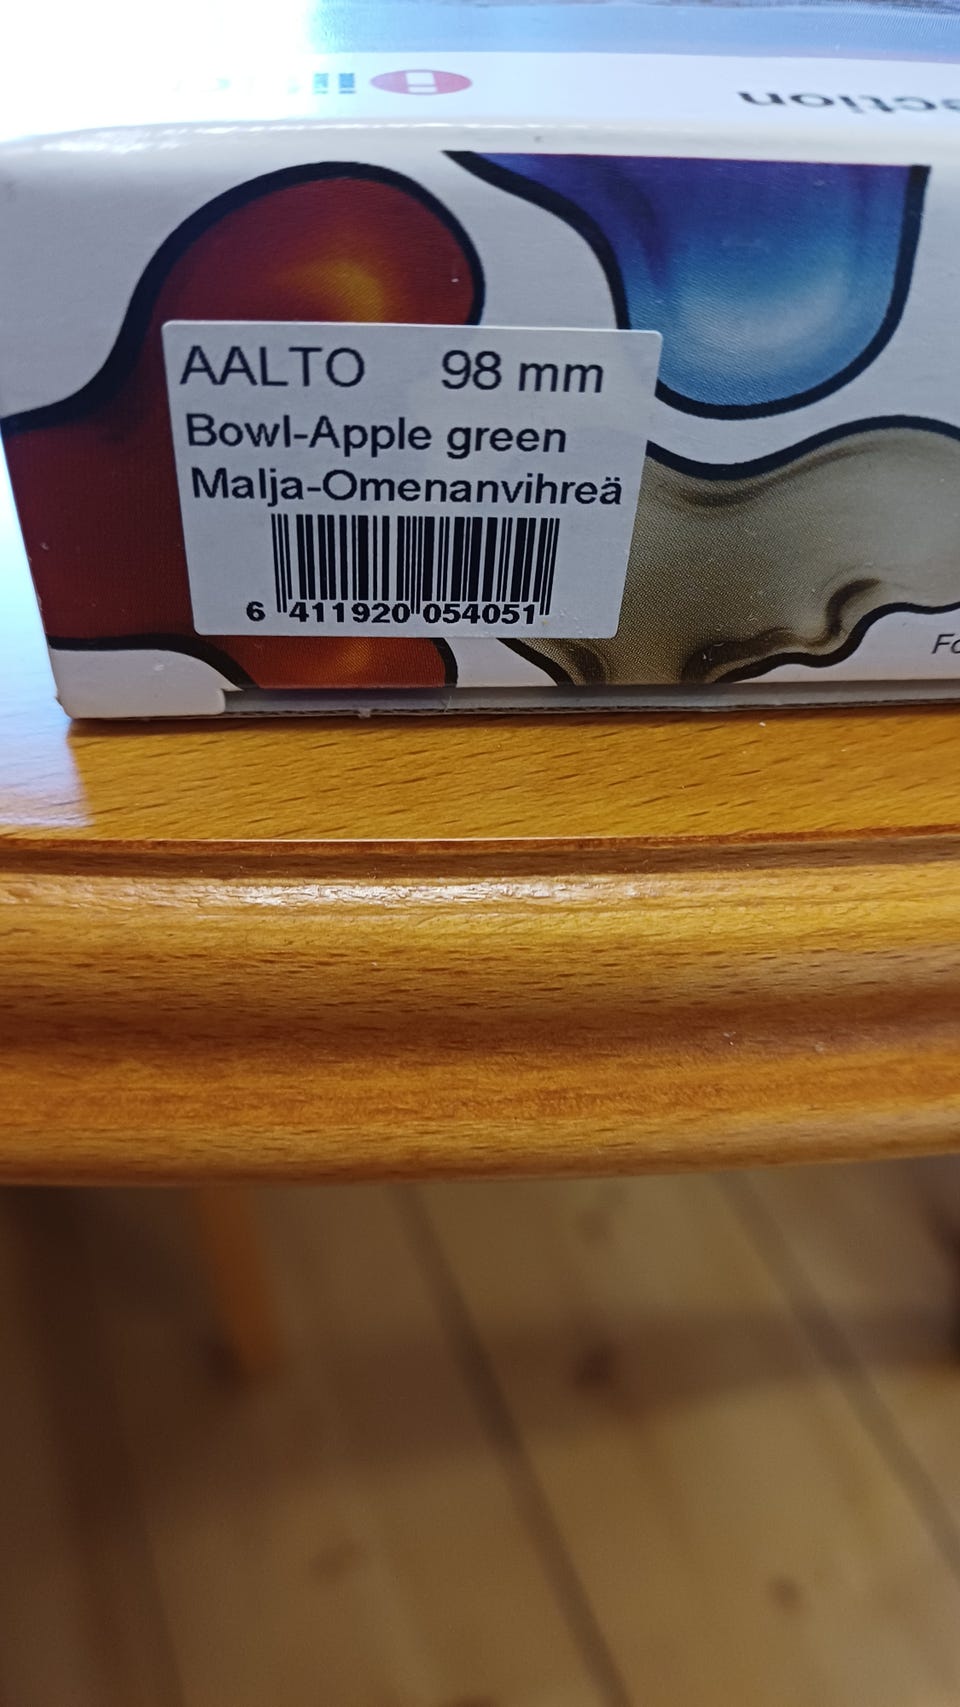 AALTO 98 mm
Bowl-Apple green
Malja-Omenanvihreä
6 411920 054051